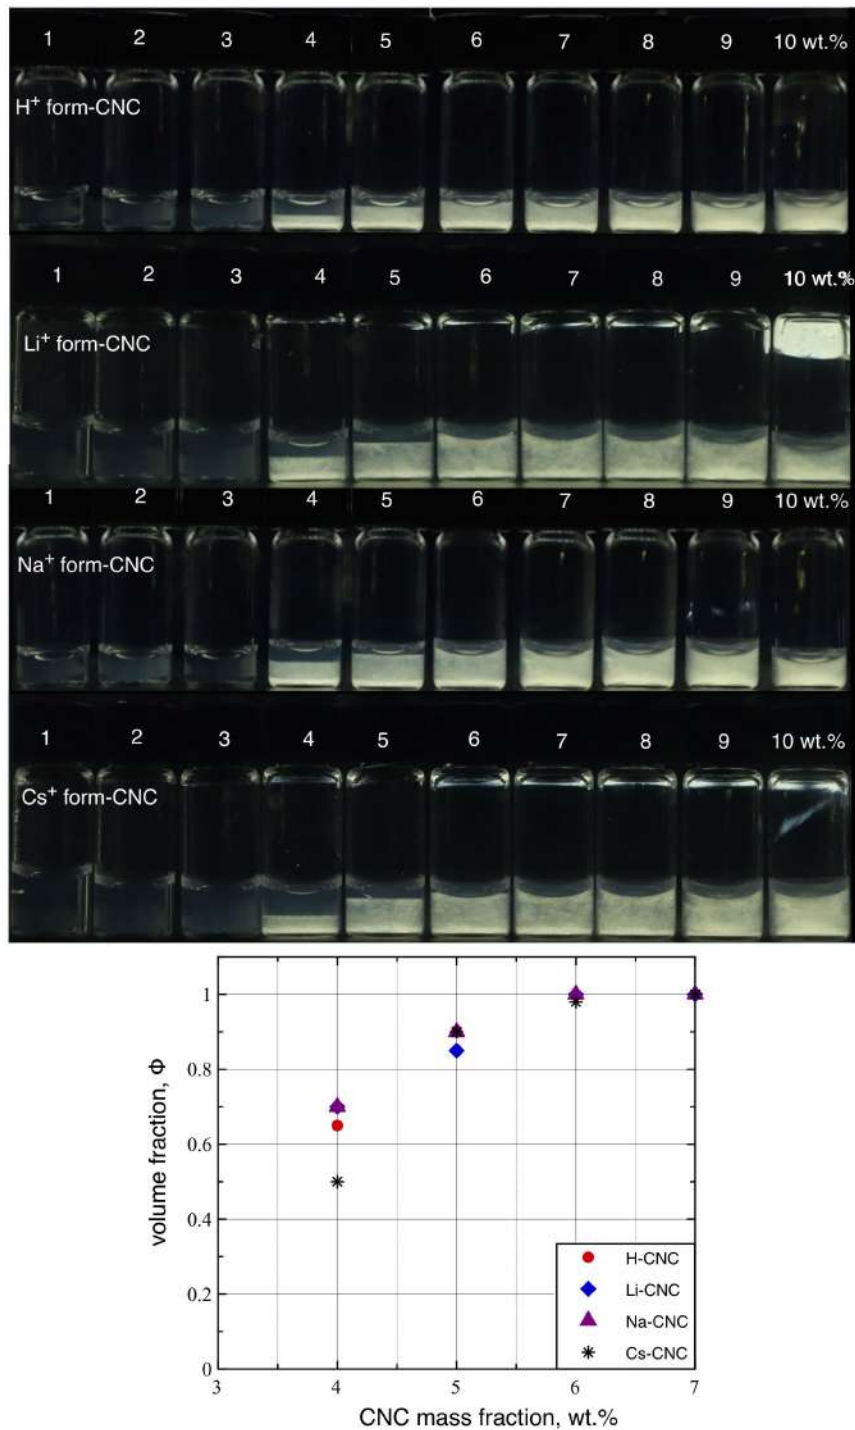 1 2 3 4 5 6 7 8 9 10 wt.%
H⁺ form-CNC
1 2 3 4 5 6 7 8 9 10 wt.%
Li⁺ form-CNC
1 2 3 4 5 6 7 8 9 10 wt.%
Na⁺ form-CNC
1 2 3 4 5 6 7 8 9 10 wt.%
Cs⁺ form-CNC
1
0.8
0.6
0.4
0.2
0
volume fraction, Φ
H-CNC
Li-CNC
Na-CNC
Cs-CNC
3 4 5 6 7
CNC mass fraction, wt.%